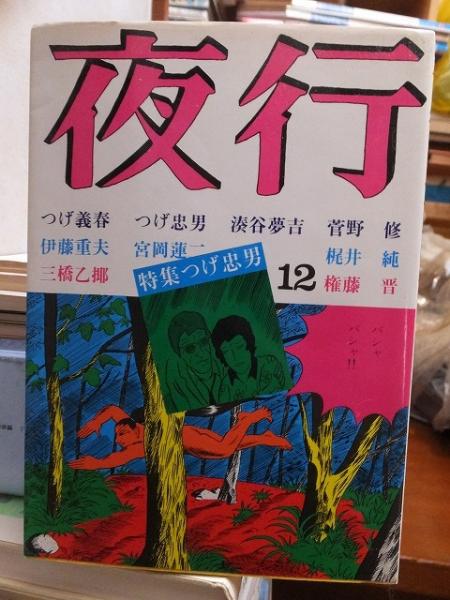 夜行
つげ義春 つげ忠男 湊谷夢吉 菅野 修
伊藤重夫 宮岡蓮二 梶井 純
三橋乙揶 権藤 晋
特集つげ忠男
12
バシャ
バシャ!!